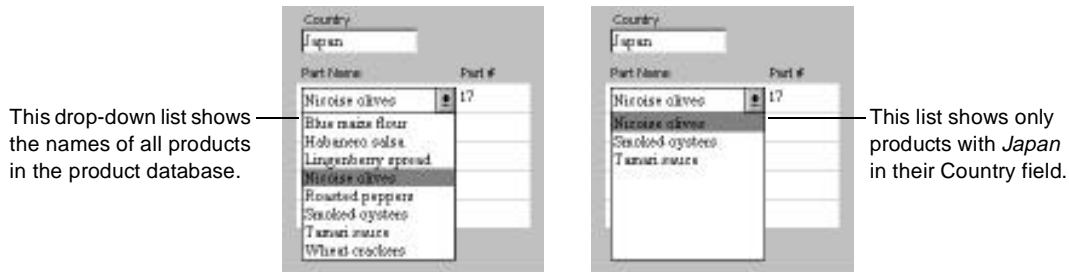 This drop-down list shows
the names of all products
in the product database.
Country
Japan
Part Name Part #
Nicoise olives 17
Blue maize flour
Habanero salsa
Lingenberry spread
Nicoise olives
Roasted peppers
Smoked oysters
Tamari sauce
Wheat crackers
Country
Japan
Part Name Part #
Nicoise olives 17
Nicoise olives
Smoked oysters
Tamari sauce
This list shows only
products with Japan
in their Country field.